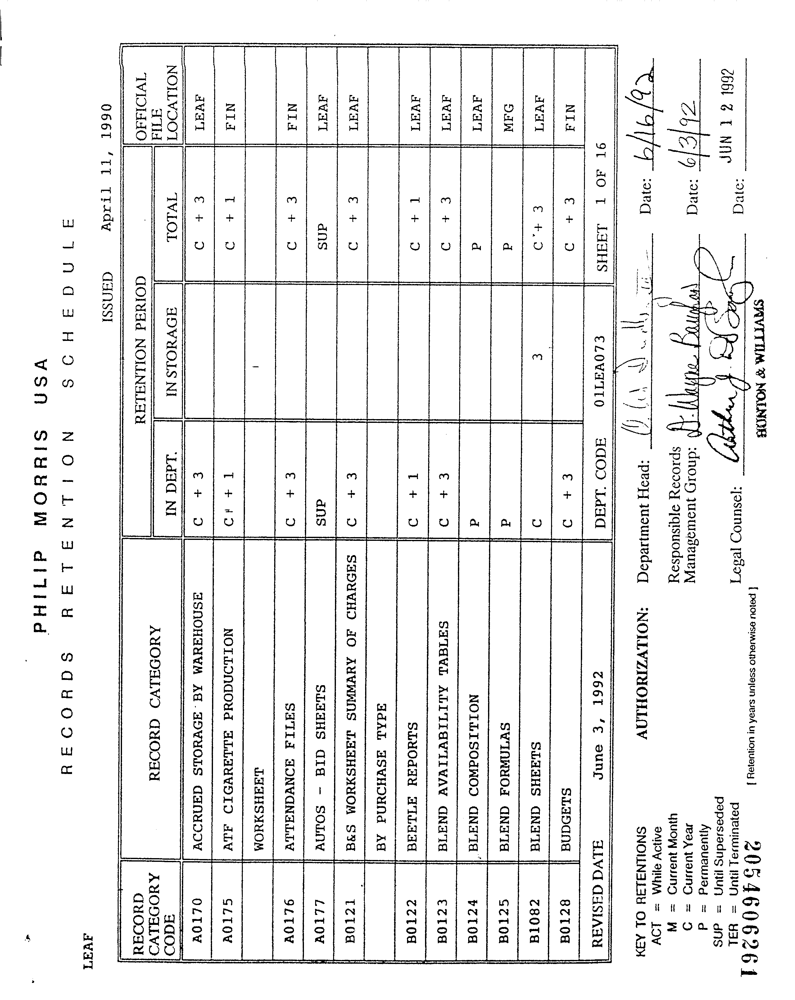 PHILIP MORRIS USA
RECORDS RETENTION SCHEDULE
LEAF
ISSUED April 11, 1990
RECORD CATEGORY CODE RECORD CATEGORY RETENTION PERIOD OFFICIAL FILE LOCATION
IN DEPT. IN STORAGE TOTAL
A0170 ACCRUED STORAGE BY WAREHOUSE C + 3 C + 3 LEAF
A0175 ATF CIGARETTE PRODUCTION C + 1 C + 1 FIN
WORKSHEET
A0176 ATTENDANCE FILES C + 3 C + 3 FIN
A0177 AUTOS - BID SHEETS SUP SUP LEAF
B0121 B&S WORKSHEET SUMMARY OF CHARGES C + 3 C + 3 LEAF
BY PURCHASE TYPE
B0122 BEETLE REPORTS C + 1 C + 1 LEAF
B0123 BLEND AVAILABILITY TABLES C + 3 C + 3 LEAF
B0124 BLEND COMPOSITION P P LEAF
B0125 BLEND FORMULAS P P MFG
B1082 BLEND SHEETS C 3 C + 3 LEAF
B0128 BUDGETS C + 3 C + 3 FIN
REVISED DATE June 3, 1992 DEPT. CODE 01LEA073 SHEET 1 OF 16
KEY TO RETENTIONS
ACT = While Active
M = Current Month
C = Current Year
P = Permanently
SUP = Until Superseded
TER = Until Terminated
2054606261
[ Retention in years unless otherwise noted ]
AUTHORIZATION:
Department Head: Date: 6/16/92
Responsible Records
Management Group: D. Wayne Date: 6/3/92
Legal Counsel: Arthur J. Date: JUN 12 1992
HUNTON & WILLIAMS